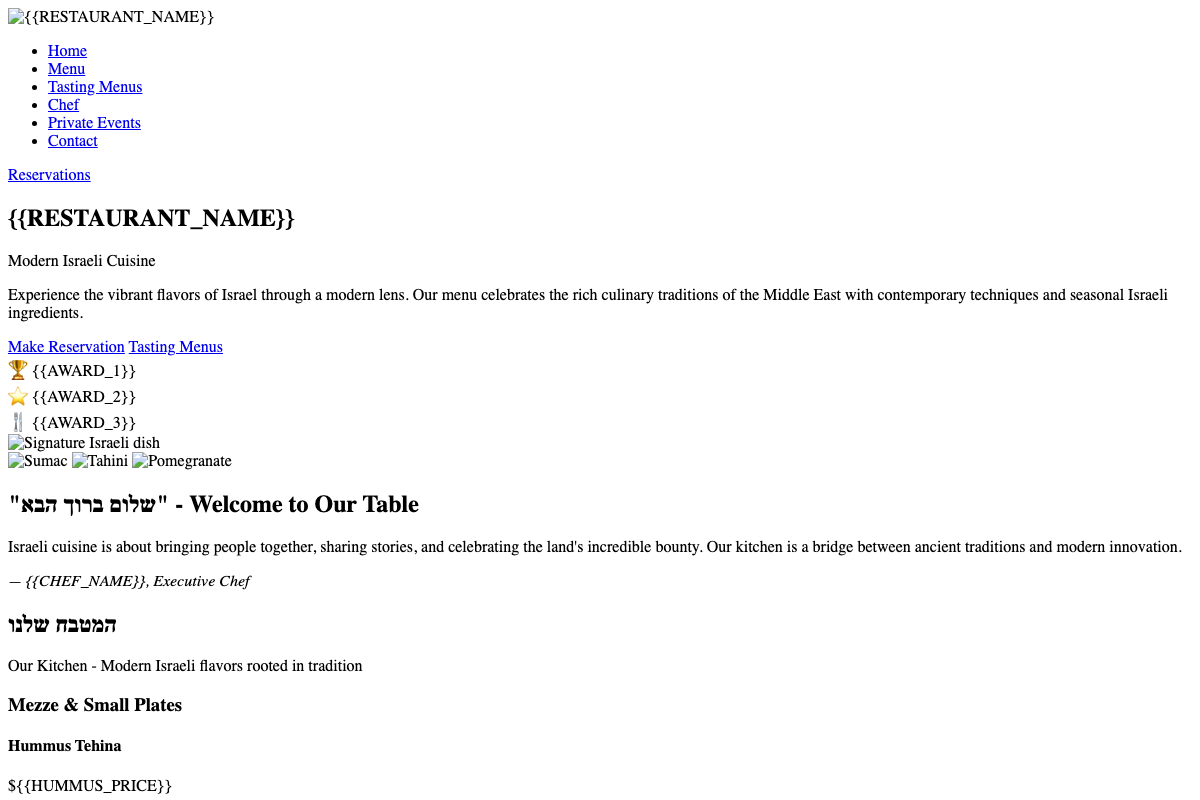 {{RESTAURANT_NAME}}
Home
Menu
Tasting Menus
Chef
Private Events
Contact
Reservations
{{RESTAURANT_NAME}}
Modern Israeli Cuisine
Experience the vibrant flavors of Israel through a modern lens. Our menu celebrates the rich culinary traditions of the Middle East with contemporary techniques and seasonal Israeli
ingredients.
Make Reservation Tasting Menus
🏆 {{AWARD_1}}
⭐ {{AWARD_2}}
🍴 {{AWARD_3}}
Signature Israeli dish
Sumac Tahini Pomegranate
"שלום ברוך הבא" - Welcome to Our Table
Israeli cuisine is about bringing people together, sharing stories, and celebrating the land's incredible bounty. Our kitchen is a bridge between ancient traditions and modern innovation.
— {{CHEF_NAME}}, Executive Chef
המטבח שלנו
Our Kitchen - Modern Israeli flavors rooted in tradition
Mezze & Small Plates
Hummus Tehina
${{HUMMUS_PRICE}}